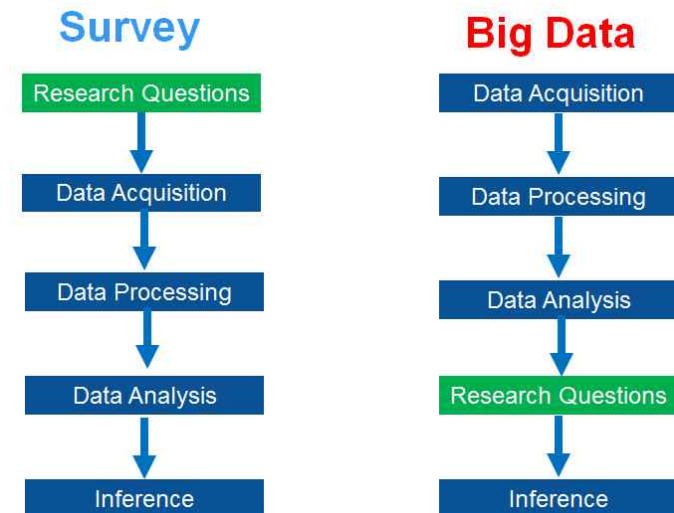 Survey
Research Questions
Data Acquisition
Data Processing
Data Analysis
Inference
Big Data
Data Acquisition
Data Processing
Data Analysis
Research Questions
Inference